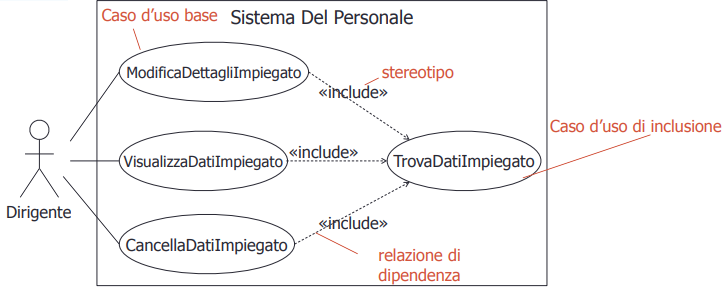 Caso d'uso base
Sistema Del Personale
ModificaDettagliImpiegato
stereotipo
«include»
Caso d'uso di inclusione
VisualizzaDatiImpiegato
«include»
TrovaDatiImpiegato
Dirigente
«include»
CancellaDatiImpiegato
relazione di
dipendenza